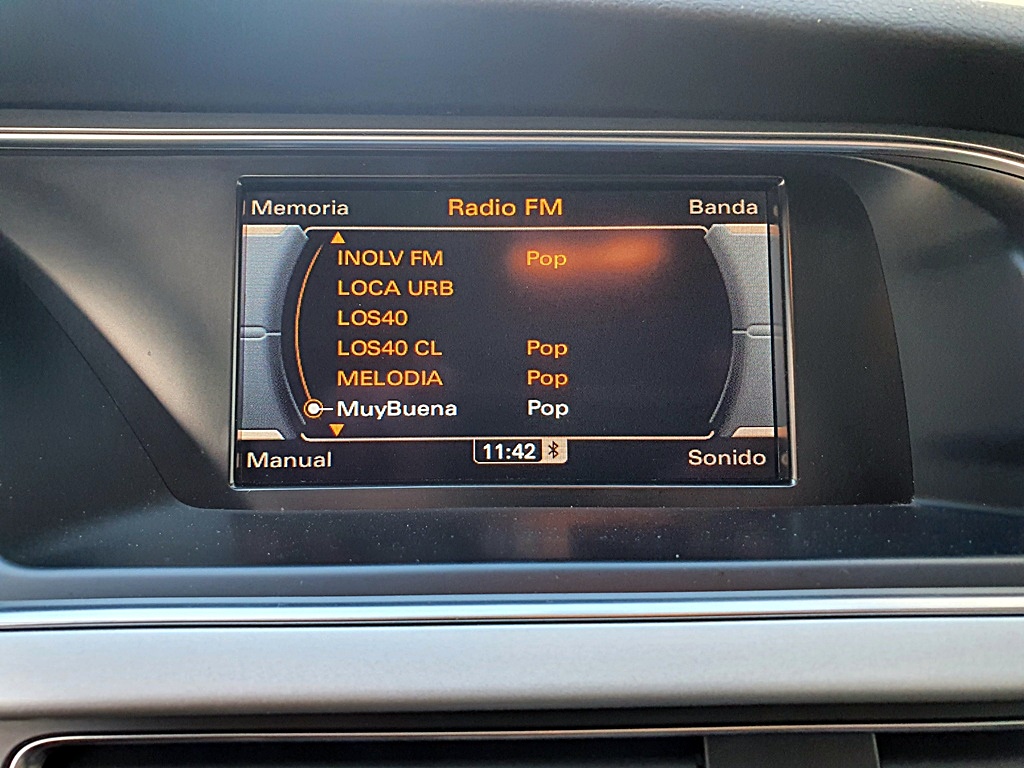 Memoria Radio FM Banda
INOLV FM Pop
LOCA URB
LOS40
LOS40 CL Pop
MELODIA Pop
MuyBuena Pop
Manual 11:42 Sonido